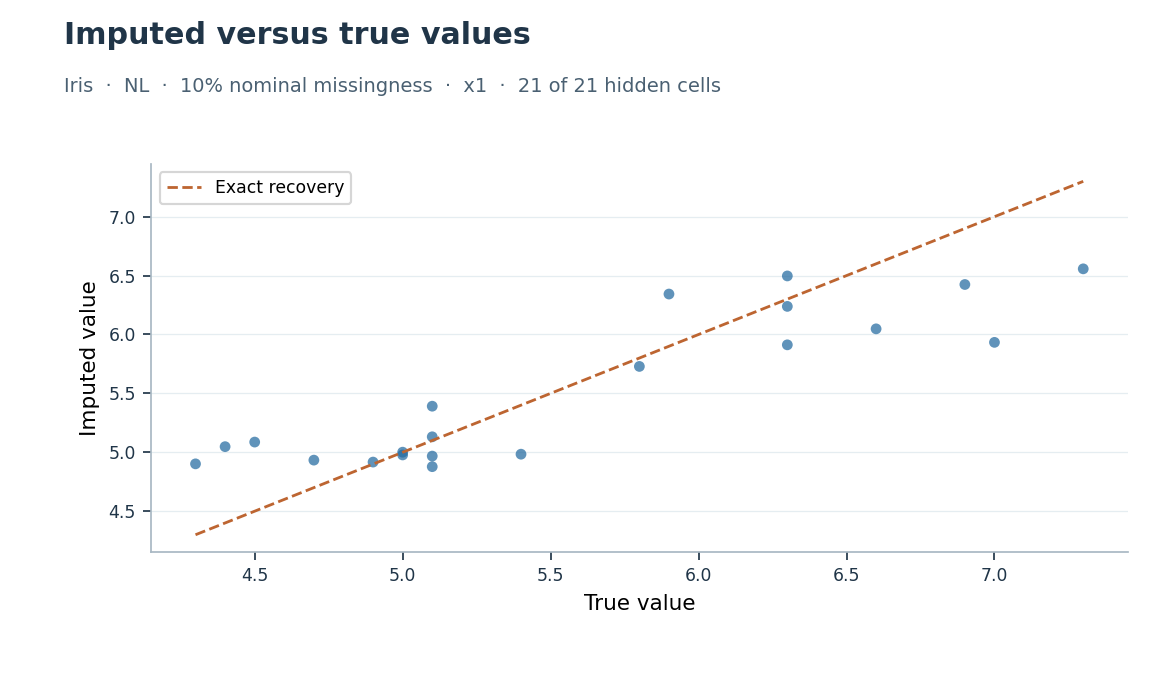 Imputed versus true values
Iris · NL · 10% nominal missingness · x1 · 21 of 21 hidden cells
Exact recovery
Imputed value
7.0
6.5
6.0
5.5
5.0
4.5
4.5 5.0 5.5 6.0 6.5 7.0
True value